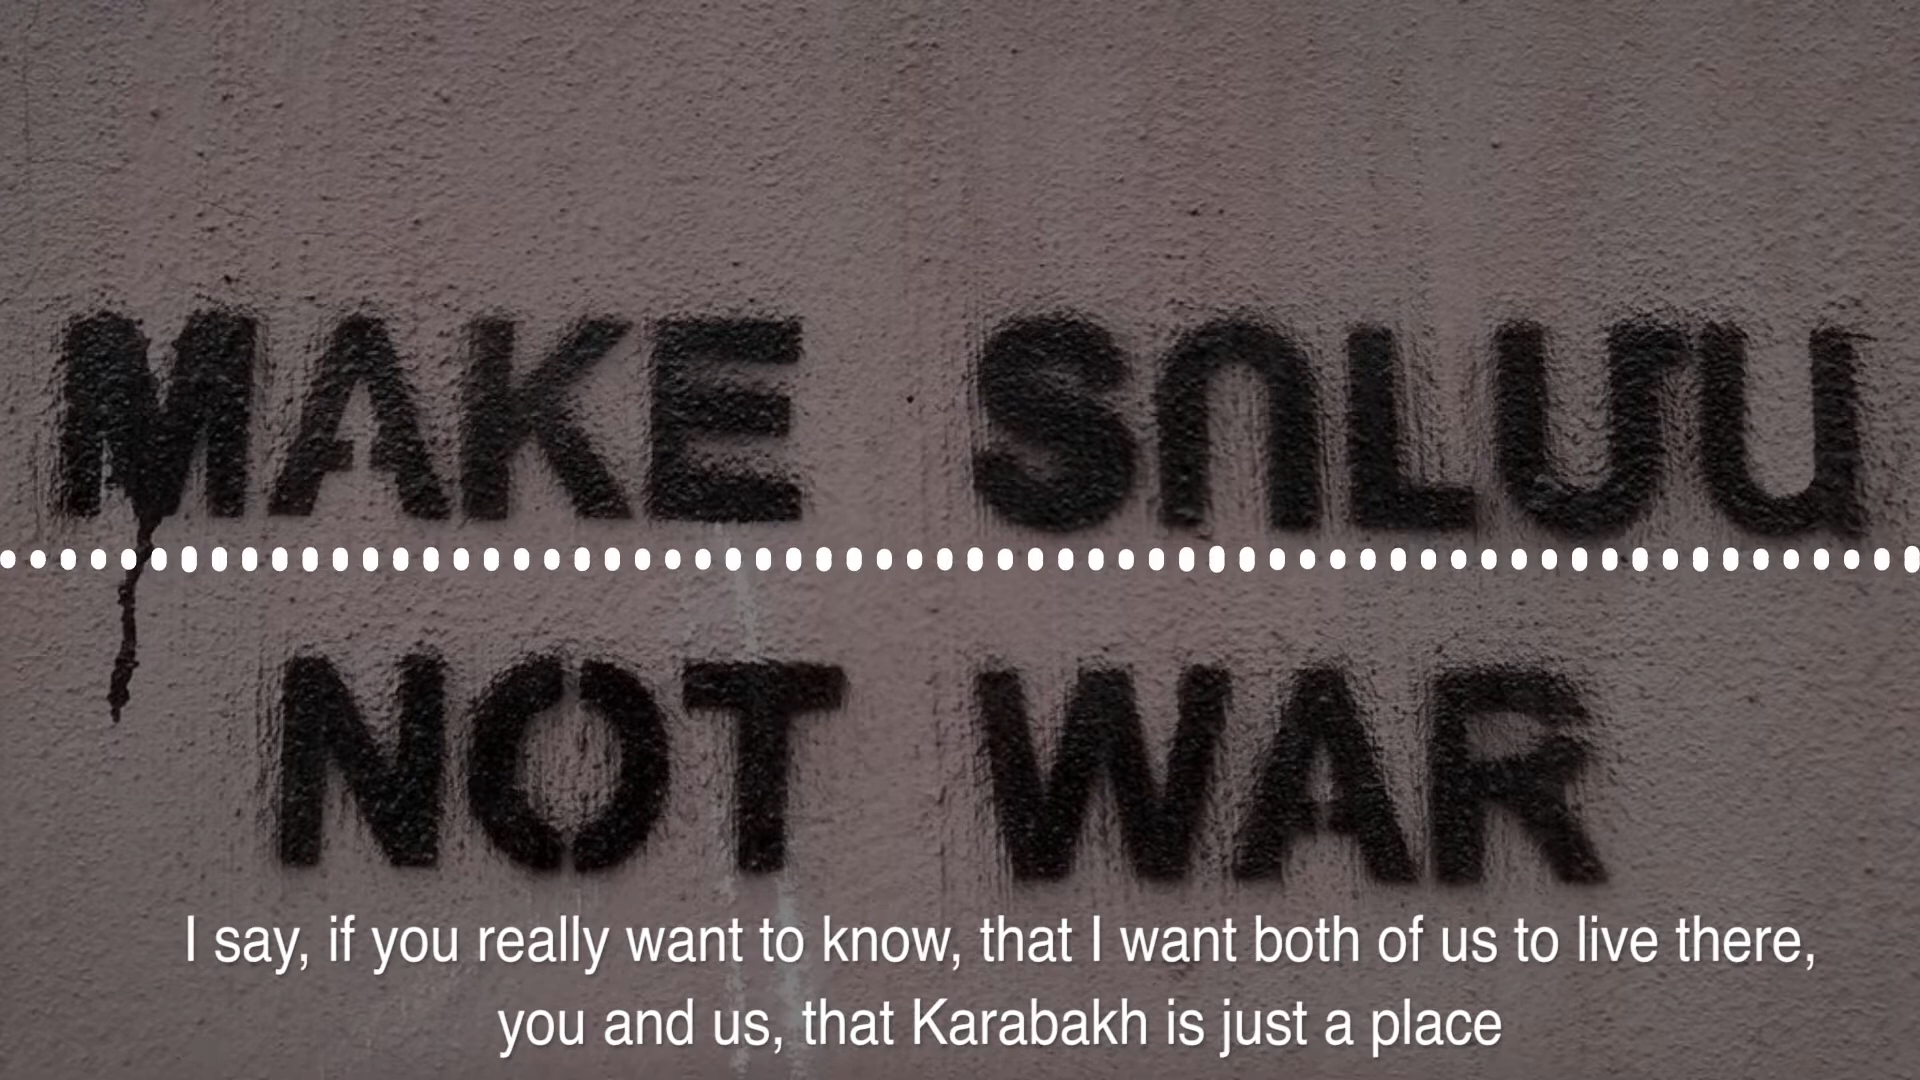 MAKE ՏՈԼՄԱ
NOT WAR
I say, if you really want to know, that I want both of us to live there,
you and us, that Karabakh is just a place